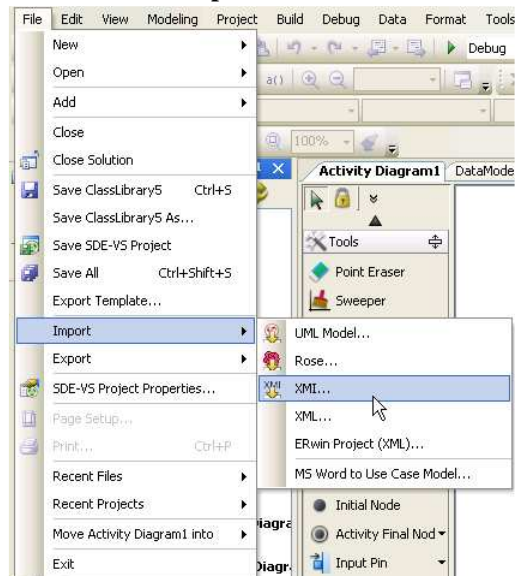 File Edit View Modeling Project Build Debug Data Format Tools
New
Debug
Open
a()
Add
Close
100%
Close Solution
Activity Diagram1 DataMode
Save ClassLibrary5 Ctrl+S
Save ClassLibrary5 As...
Save SDE-VS Project
Tools
Save All Ctrl+Shift+S
Point Eraser
Export Template...
Sweeper
Import
UML Model...
Export
Rose...
SDE-VS Project Properties...
XMI XMI...
Page Setup...
XML...
Print... Ctrl+P
ERwin Project (XML)...
Recent Files
MS Word to Use Case Model...
Recent Projects
Initial Node
Move Activity Diagram1 into
iagra
Activity Final Nod
Exit
Diagr
Input Pin